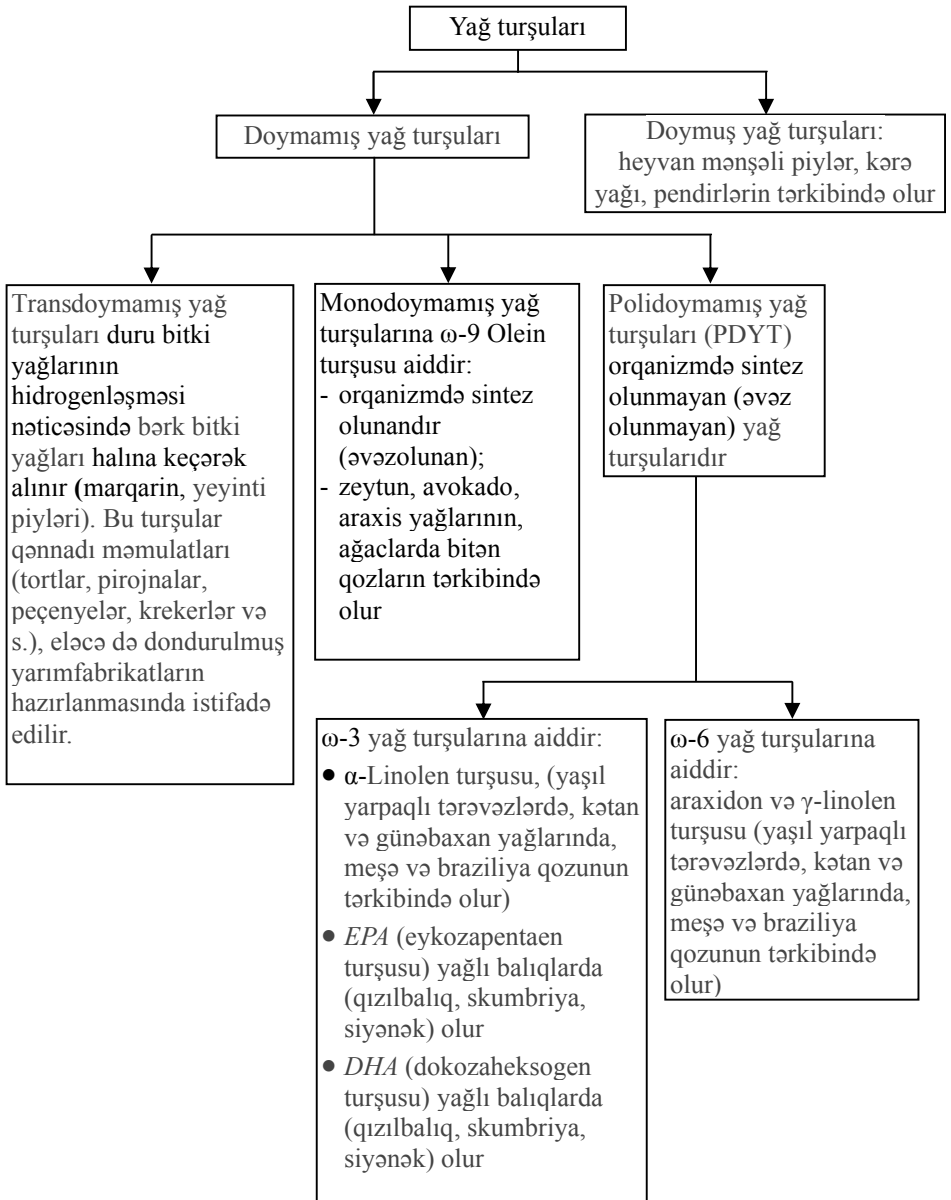 Yağ turşuları
Doymamış yağ turşuları
Doymuş yağ turşuları:
heyvan mənşəli piylər, kərə
yağı, pendirlərin tərkibində olur
Transdoymamış yağ
turşuları duru bitki
yağlarının
hidrogenləşməsi
nəticəsində bərk bitki
yağları halına keçərək
alınır (marqarin, yeyinti
piyləri). Bu turşular
qənnadı məmulatları
(tortlar, pirojnalar,
peçenyelər, krekerlər və
s.), eləcə də dondurulmuş
yarımfabrikatların
hazırlanmasında istifadə
edilir.
Monodoymamış yağ
turşularına ω-9 Olein
turşusu aiddir:
- orqanizmdə sintez
olunandır
(əvəzolunan);
- zeytun, avokado,
araxis yağlarının,
ağaclarda bitən
qozların tərkibində
olur
Polidoymamış yağ
turşuları (PDYT)
orqanizmdə sintez
olunmayan (əvəz
olunmayan) yağ
turşularıdır
ω-3 yağ turşularına aiddir:
• α-Linolen turşusu, (yaşıl
yarpaqlı tərəvəzlərdə, kətan
və günəbaxan yağlarında,
meşə və braziliya qozunun
tərkibində olur)
• EPA (eykozapentaen
turşusu) yağlı balıqlarda
(qızılbalıq, skumbriya,
siyənək) olur
• DHA (dokozaheksogen
turşusu) yağlı balıqlarda
(qızılbalıq, skumbriya,
siyənək) olur
ω-6 yağ turşularına
aiddir:
araxidon və γ-linolen
turşusu (yaşıl yarpaqlı
tərəvəzlərdə, kətan və
günəbaxan yağlarında,
meşə və braziliya
qozunun tərkibində
olur)